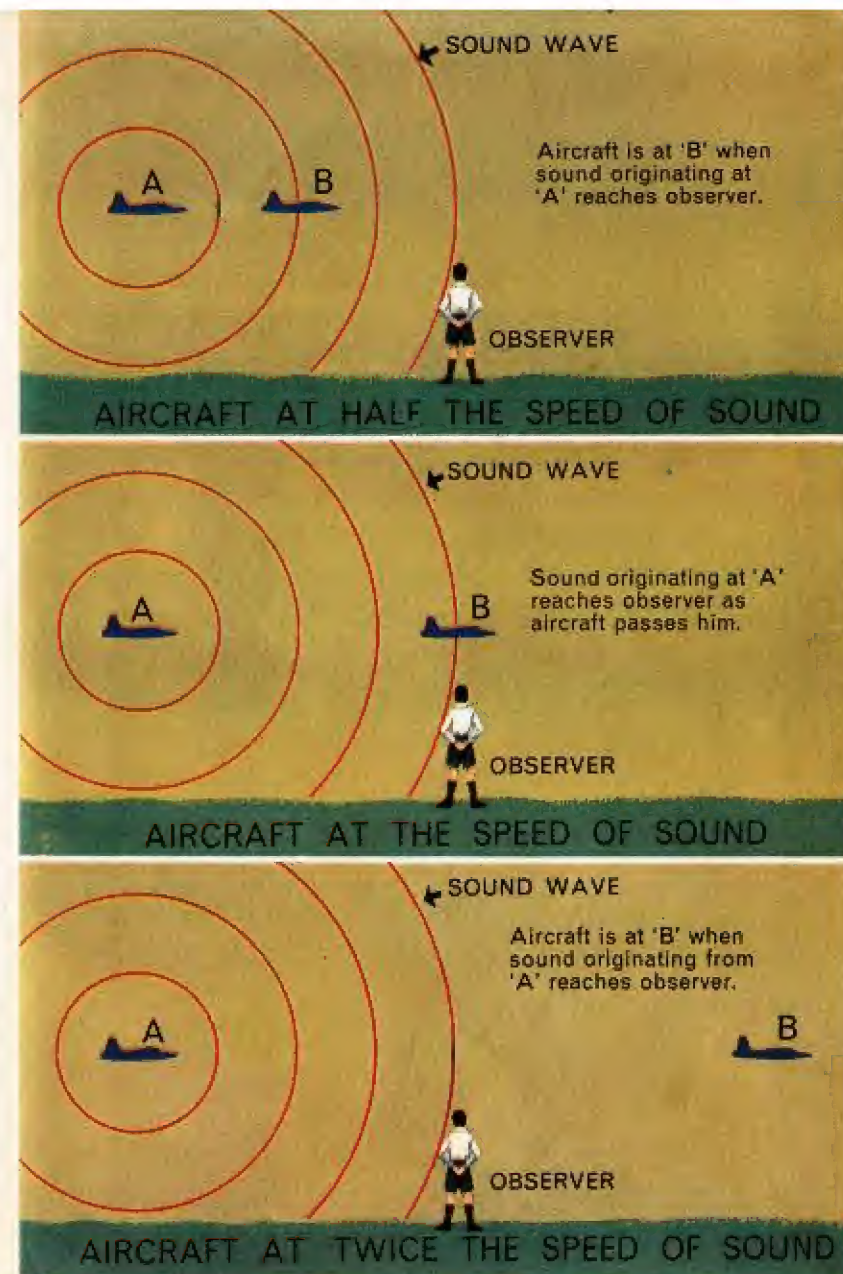 SOUND WAVE
A
B
Aircraft is at 'B' when
sound originating at
'A' reaches observer.
OBSERVER
AIRCRAFT AT HALF THE SPEED OF SOUND
SOUND WAVE
A
B
Sound originating at 'A'
reaches observer as
aircraft passes him.
OBSERVER
AIRCRAFT AT THE SPEED OF SOUND
SOUND WAVE
Aircraft is at 'B' when
sound originating from
'A' reaches observer.
A
B
OBSERVER
AIRCRAFT AT TWICE THE SPEED OF SOUND